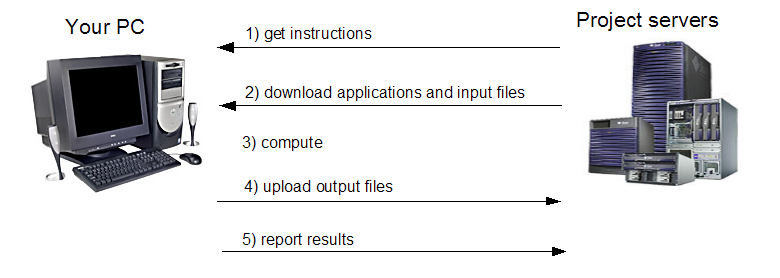 Your PC
Project servers
1) get instructions
2) download applications and input files
3) compute
4) upload output files
5) report results